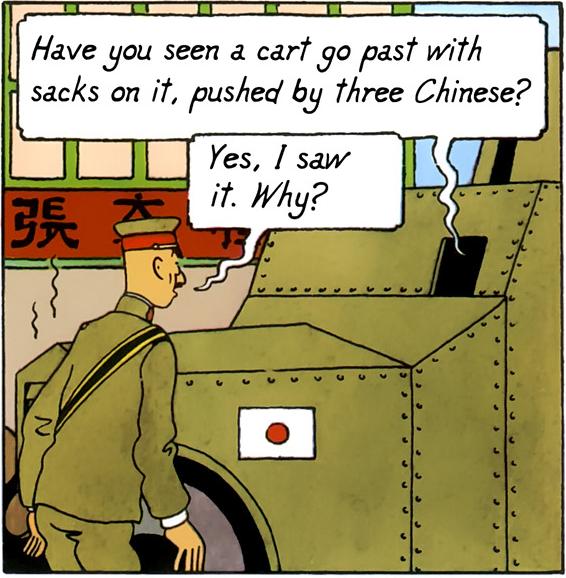 Have you seen a cart go past with
sacks on it, pushed by three Chinese?
Yes, I saw
it. Why?
張